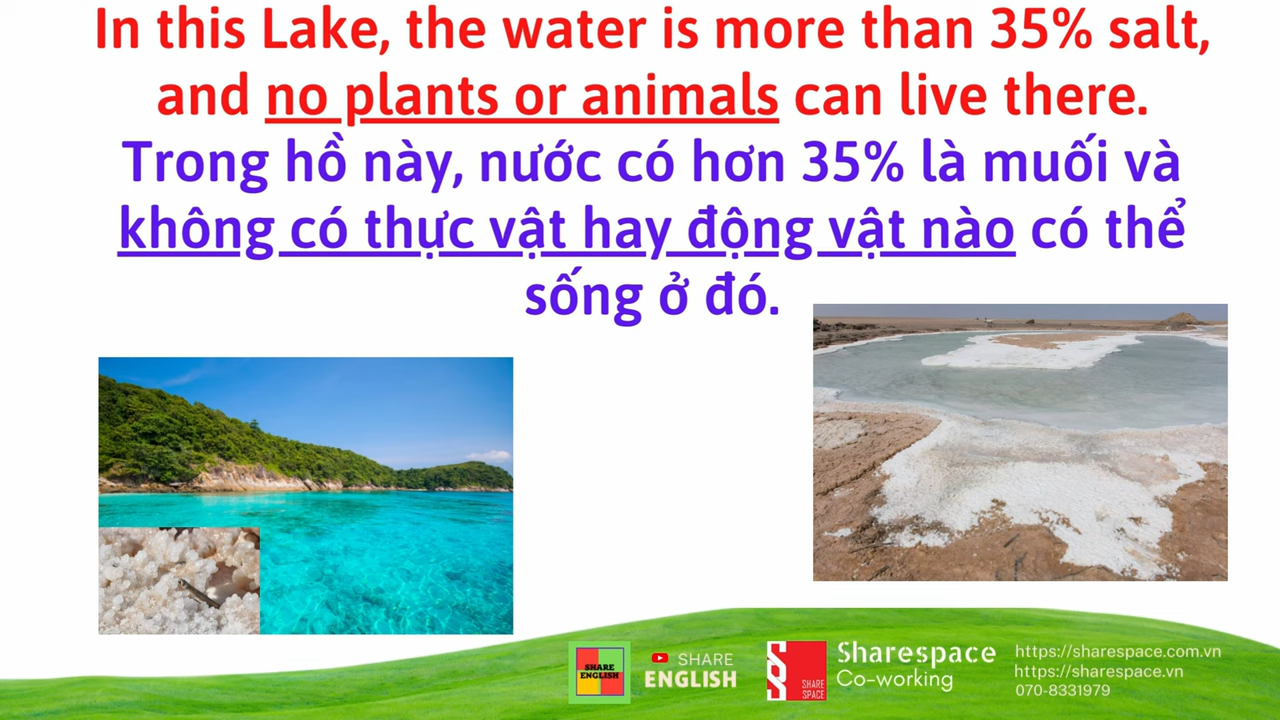 In this Lake, the water is more than 35% salt,
and no plants or animals can live there.
Trong hồ này, nước có hơn 35% là muối và
không có thực vật hay động vật nào có thể
sống ở đó.
SHARE
ENGLISH
SHARE
ENGLISH
SHARE
SPACE
Sharespace
Co-working
https://sharespace.com.vn
https://sharespace.vn
070-8331979